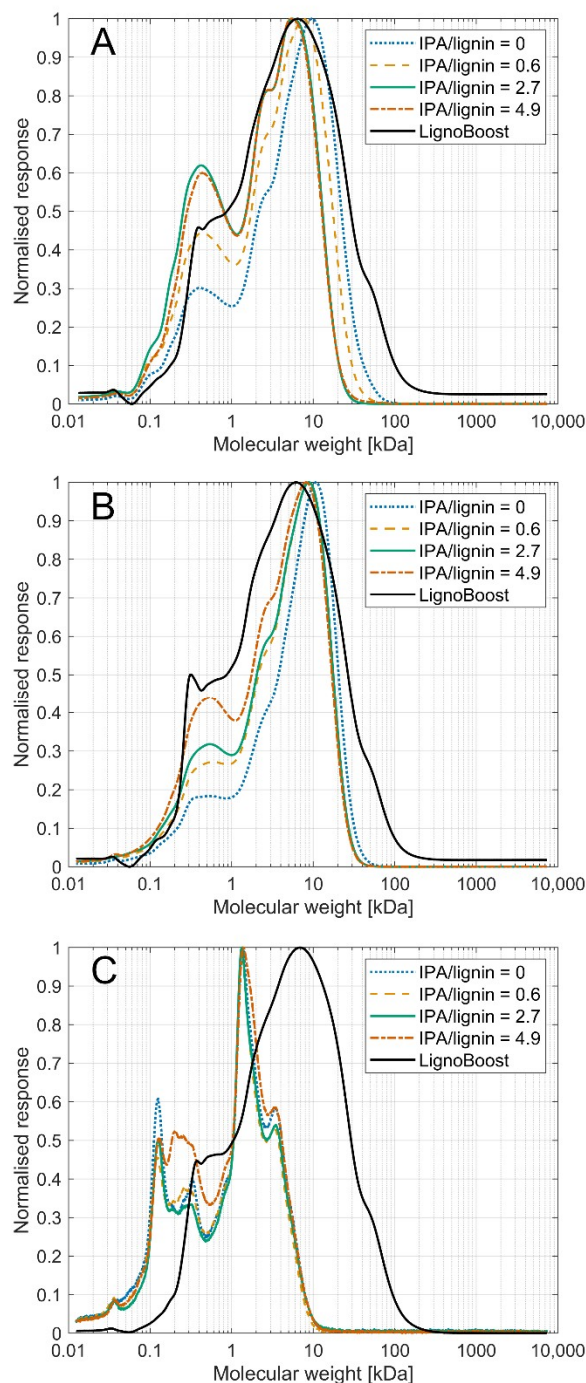 A
IPA/lignin = 0
IPA/lignin = 0.6
IPA/lignin = 2.7
IPA/lignin = 4.9
LignoBoost
Normalised response
1
0.9
0.8
0.7
0.6
0.5
0.4
0.3
0.2
0.1
0
0.01 0.1 1 10 100 1000 10,000
Molecular weight [kDa]
B
IPA/lignin = 0
IPA/lignin = 0.6
IPA/lignin = 2.7
IPA/lignin = 4.9
LignoBoost
Normalised response
1
0.9
0.8
0.7
0.6
0.5
0.4
0.3
0.2
0.1
0
0.01 0.1 1 10 100 1000 10,000
Molecular weight [kDa]
C
IPA/lignin = 0
IPA/lignin = 0.6
IPA/lignin = 2.7
IPA/lignin = 4.9
LignoBoost
Normalised response
1
0.9
0.8
0.7
0.6
0.5
0.4
0.3
0.2
0.1
0
0.01 0.1 1 10 100 1000 10,000
Molecular weight [kDa]